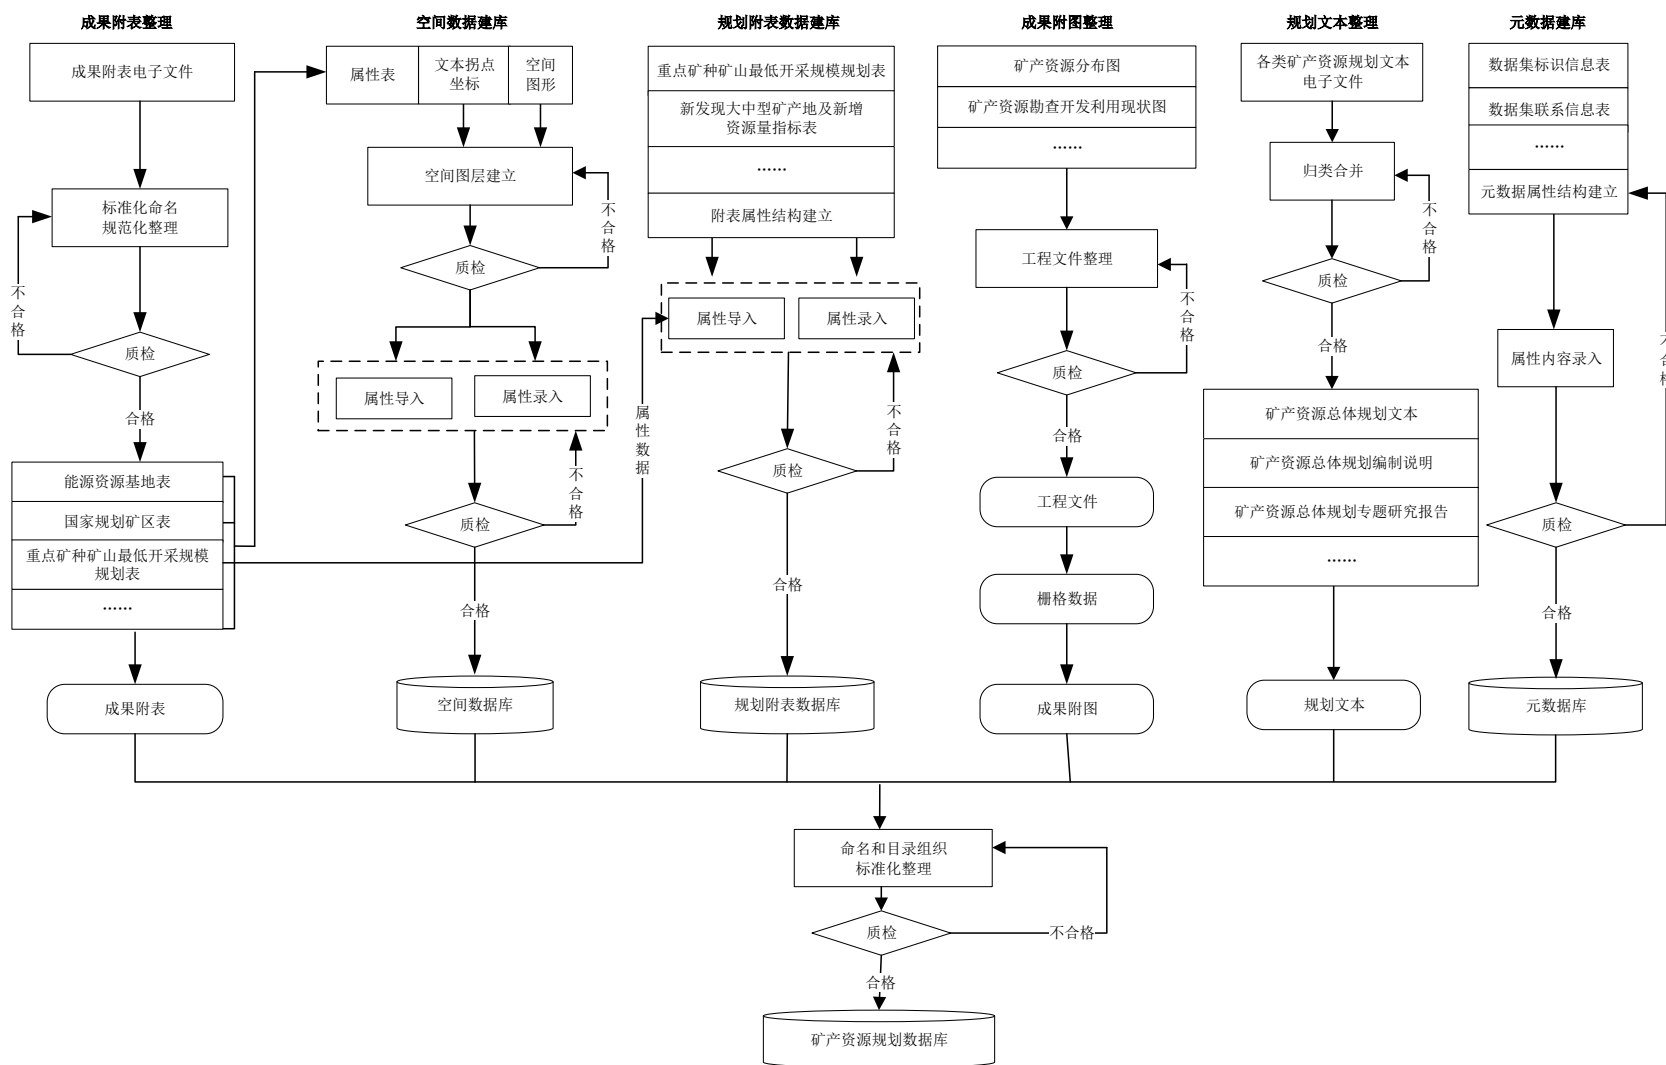 成果附表整理
成果附表电子文件
标准化命名
规范化整理
不合格
质检
合格
能源资源基地表
国家规划矿区表
重点矿种矿山最低开采规模
规划表
······
成果附表
空间数据建库
属性表
文本拐点
坐标
空间
图形
空间图层建立
不合格
质检
属性导入
属性录入
不合格
质检
合格
空间数据库
规划附表数据建库
重点矿种矿山最低开采规模规划表
新发现大中型矿产地及新增
资源量指标表
······
附表属性结构建立
属性数据
属性导入
属性录入
不合格
质检
合格
规划附表数据库
成果附图整理
矿产资源分布图
矿产资源勘查开发利用现状图
······
工程文件整理
不合格
质检
合格
工程文件
栅格数据
成果附图
规划文本整理
各类矿产资源规划文本
电子文件
归类合并
不合格
质检
合格
矿产资源总体规划文本
矿产资源总体规划编制说明
矿产资源总体规划专题研究报告
······
规划文本
元数据建库
数据集标识信息表
数据集联系信息表
······
元数据属性结构建立
属性内容录入
不合格
质检
合格
元数据库
命名和目录组织
标准化整理
质检
不合格
合格
矿产资源规划数据库